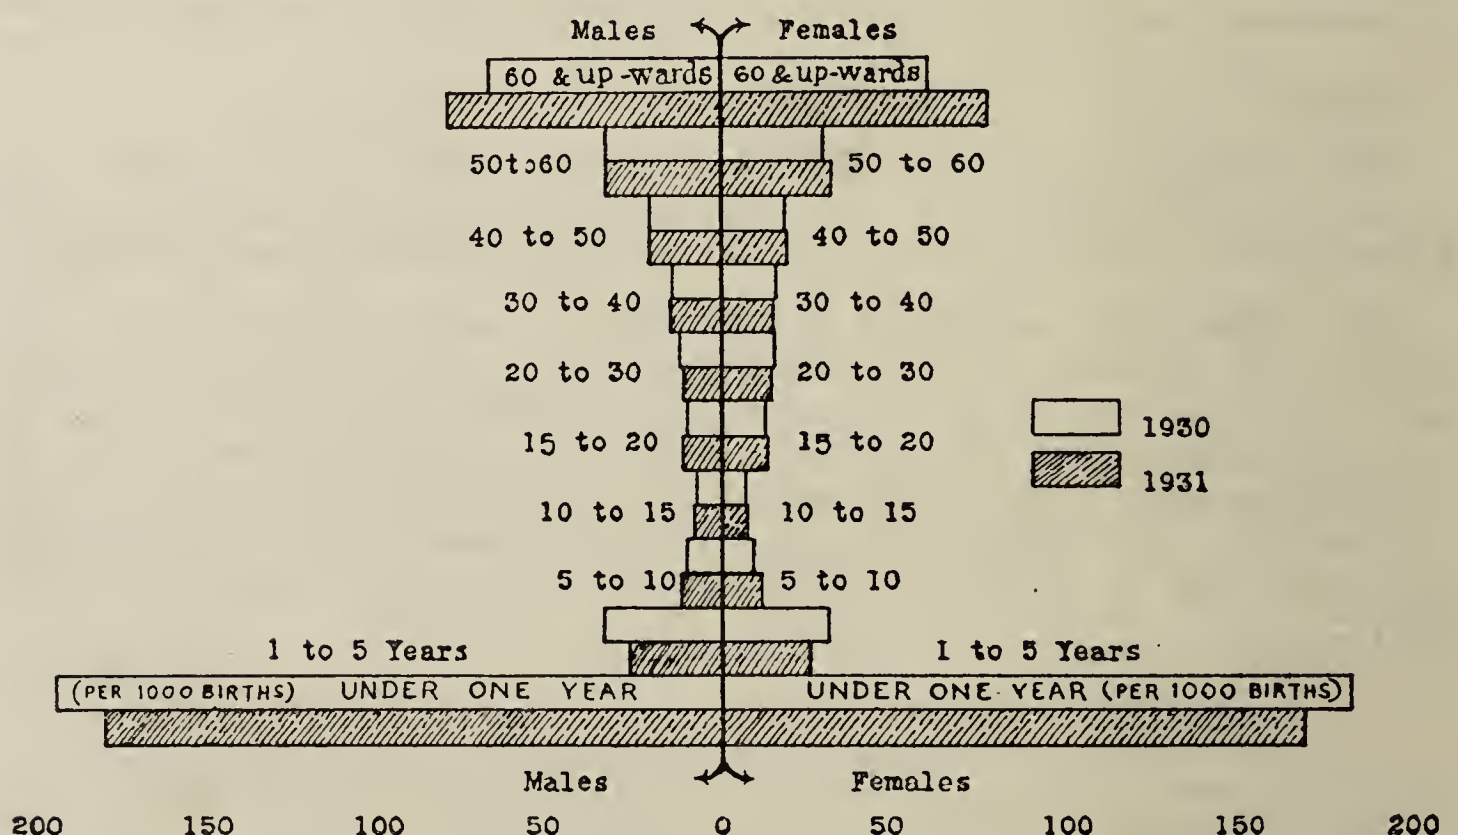 Males Females
60 & up-wards 60 & up-wards
50to60 50 to 60
40 to 50 40 to 50
30 to 40 30 to 40
20 to 30 20 to 30
15 to 20 15 to 20
10 to 15 10 to 15
5 to 10 5 to 10
1930
1931
1 to 5 Years 1 to 5 Years
(PER 1000 BIRTHS) UNDER ONE YEAR UNDER ONE YEAR (PER 1000 BIRTHS)
Males Females
200 150 100 50 0 50 100 150 200